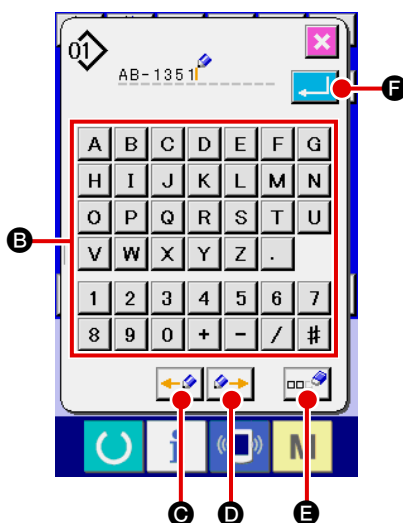 01
AB-1351
F
A B C D E F G
H I J K L M N
O P Q R S T U
B
V W X Y Z .
1 2 3 4 5 6 7
8 9 0 + - / #
i M
C D E